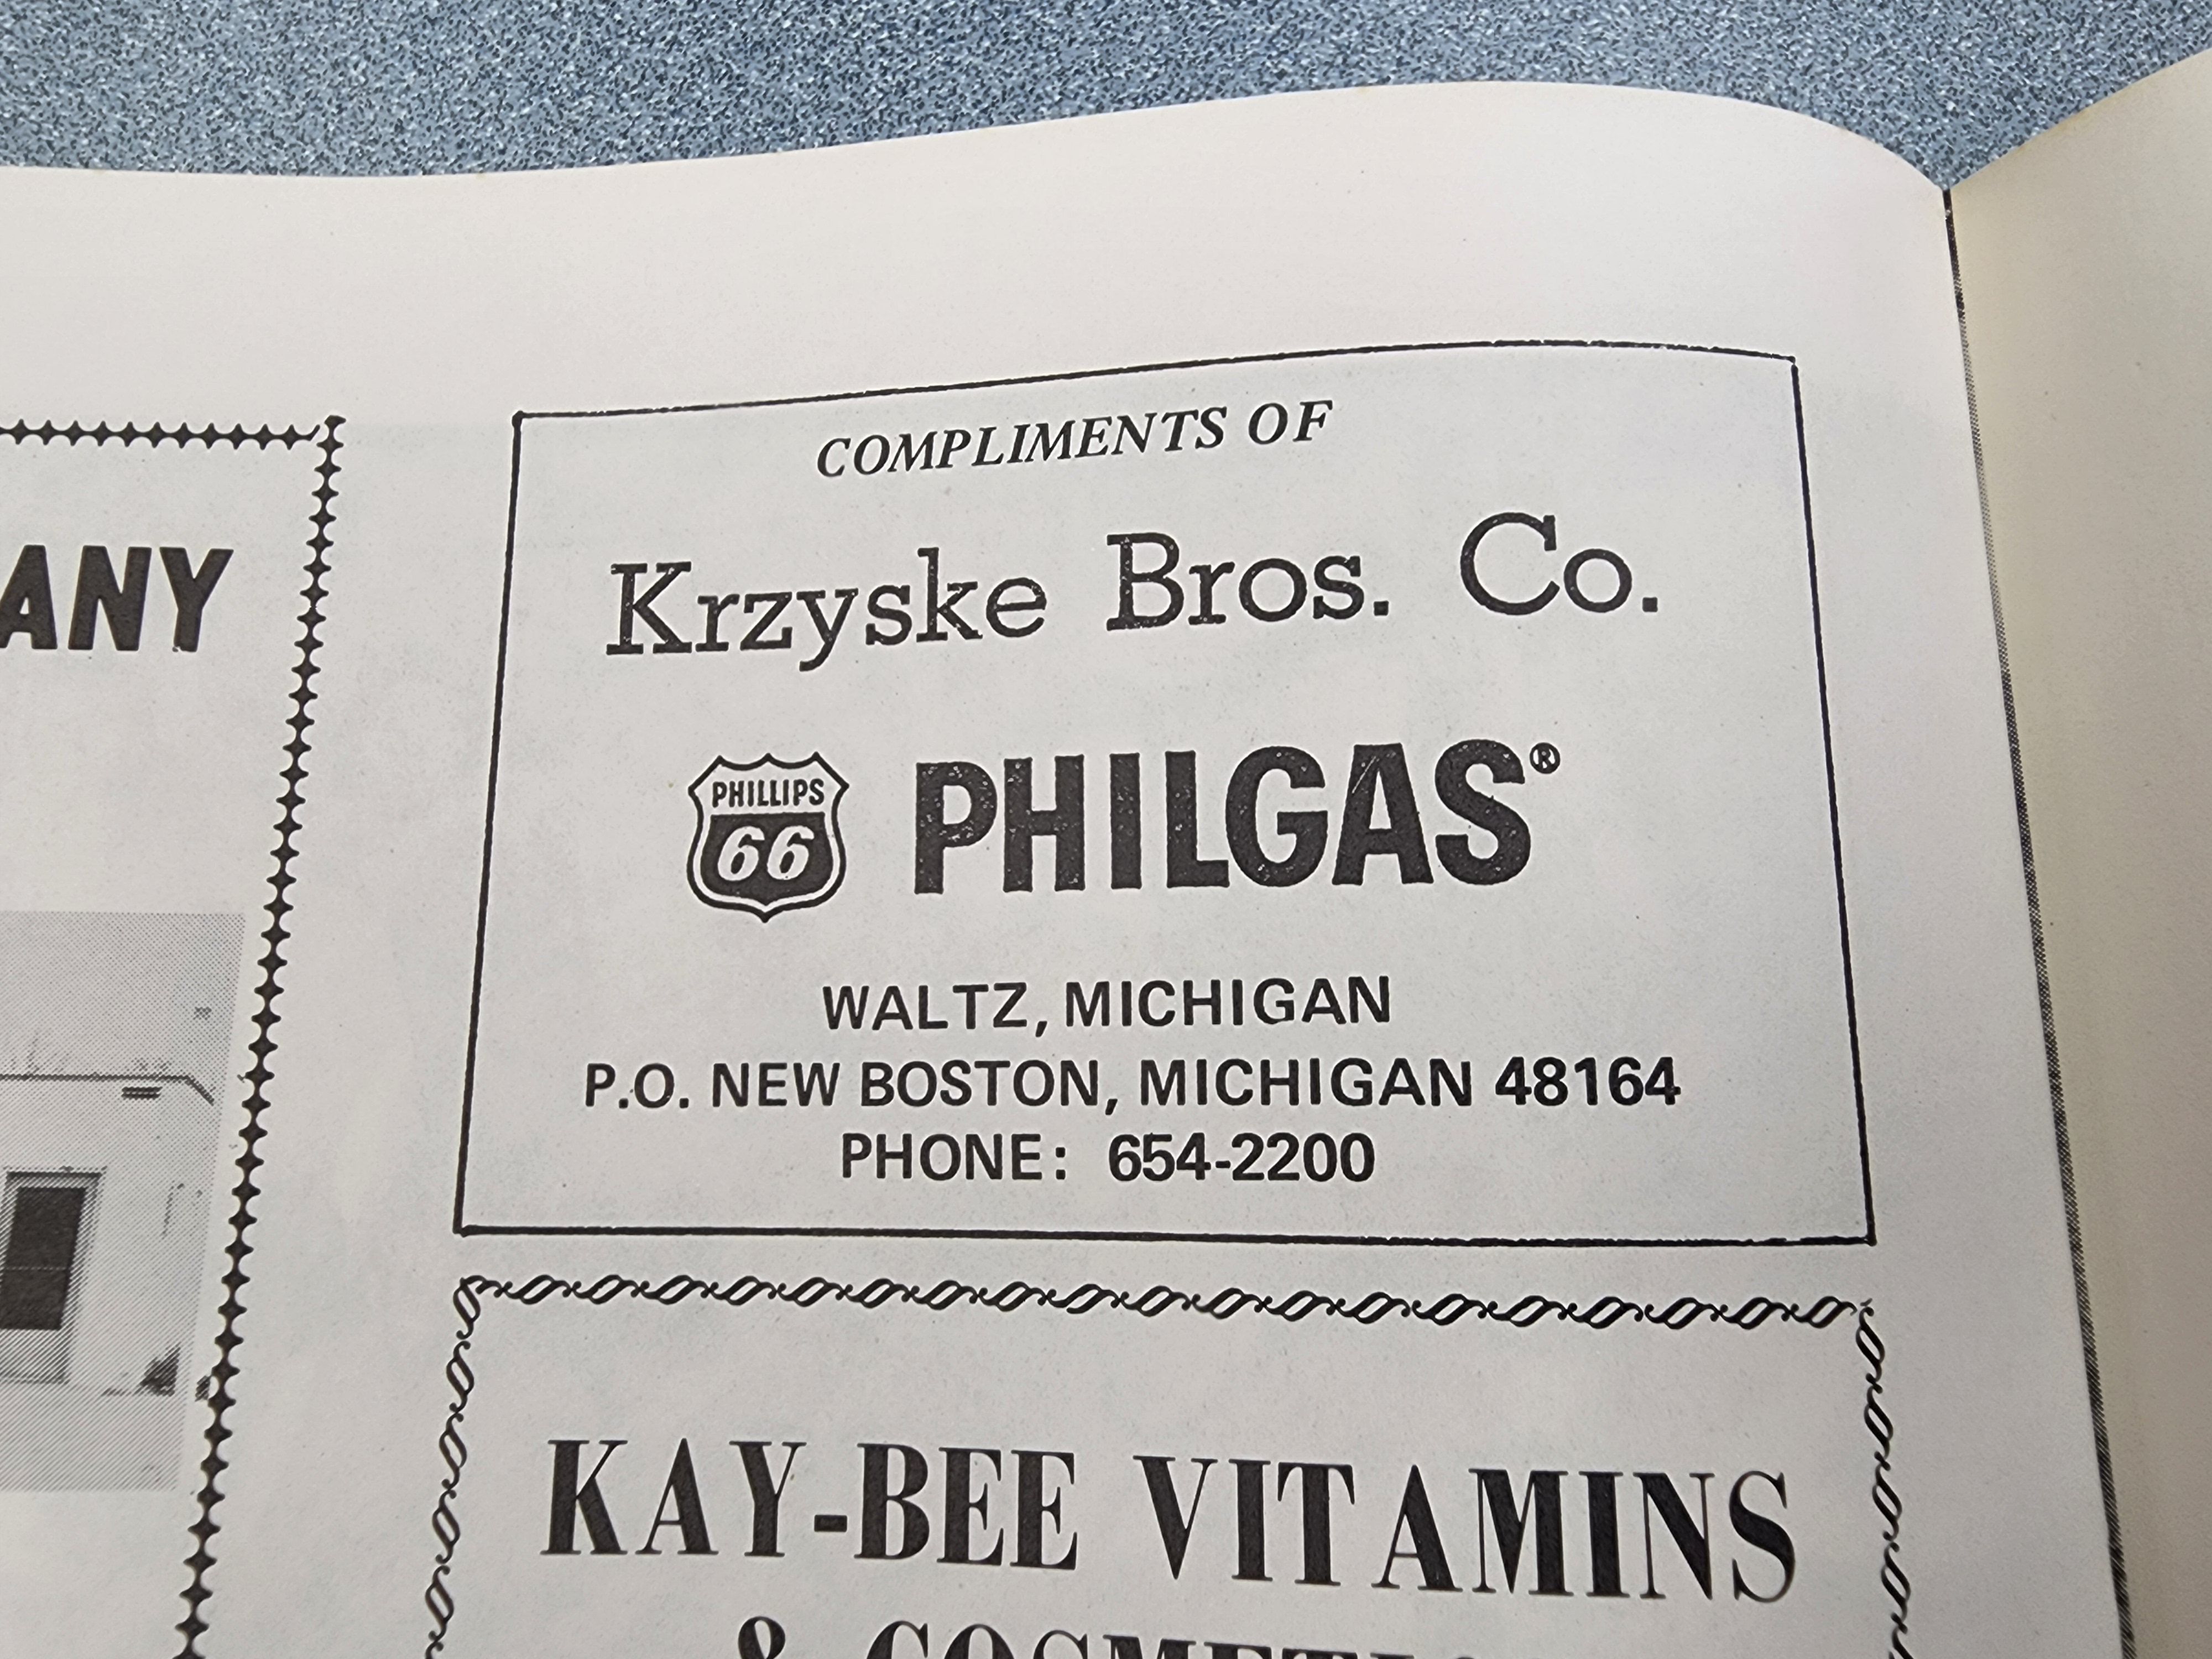 ANY
COMPLIMENTS OF
Krzyske Bros. Co.
PHILLIPS
66
PHILGAS®
WALTZ, MICHIGAN
P.O. NEW BOSTON, MICHIGAN 48164
PHONE: 654-2200
KAY-BEE VITAMINS
&